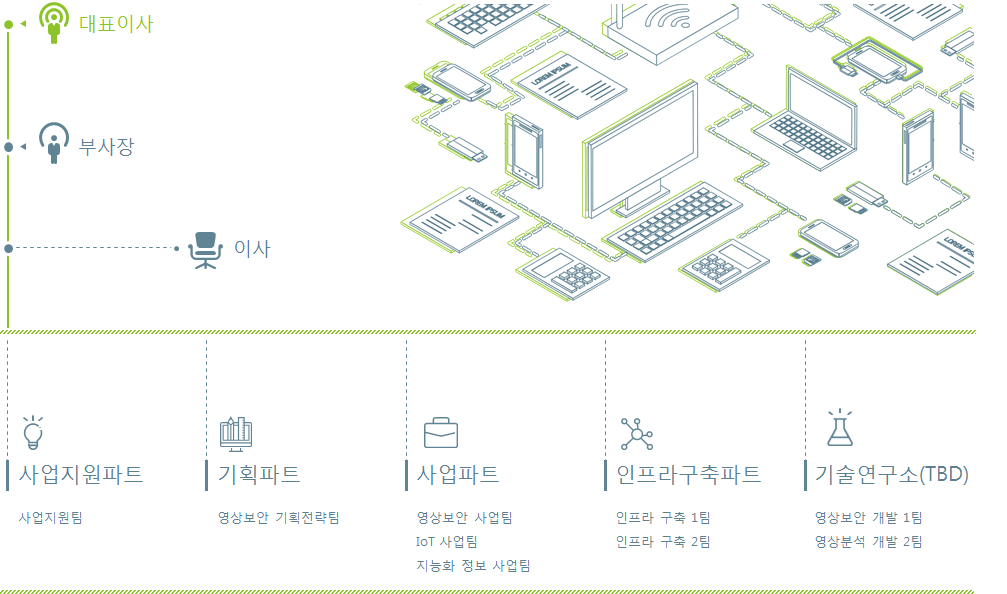 대표이사
부사장
이사
LOREM IPSUM
LOREM IPSUM
LOREM IPSUM
사업지원파트
사업지원팀
기획파트
영상보안 기획전략팀
사업파트
영상보안 사업팀
IoT 사업팀
지능화 정보 사업팀
인프라구축파트
인프라 구축 1팀
인프라 구축 2팀
기술연구소(TBD)
영상보안 개발 1팀
영상분석 개발 2팀